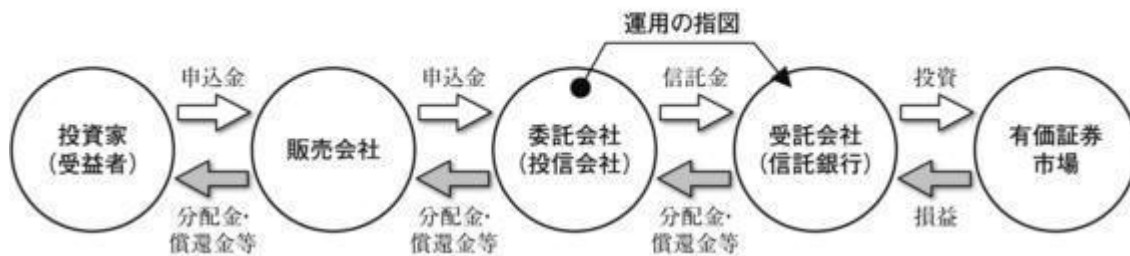 運用の指図
申込金
申込金
信託金
投資
投資家
(受益者)
販売会社
委託会社
(投信会社)
受託会社
(信託銀行)
有価証券
市場
分配金・
償還金等
分配金・
償還金等
分配金・
償還金等
損益